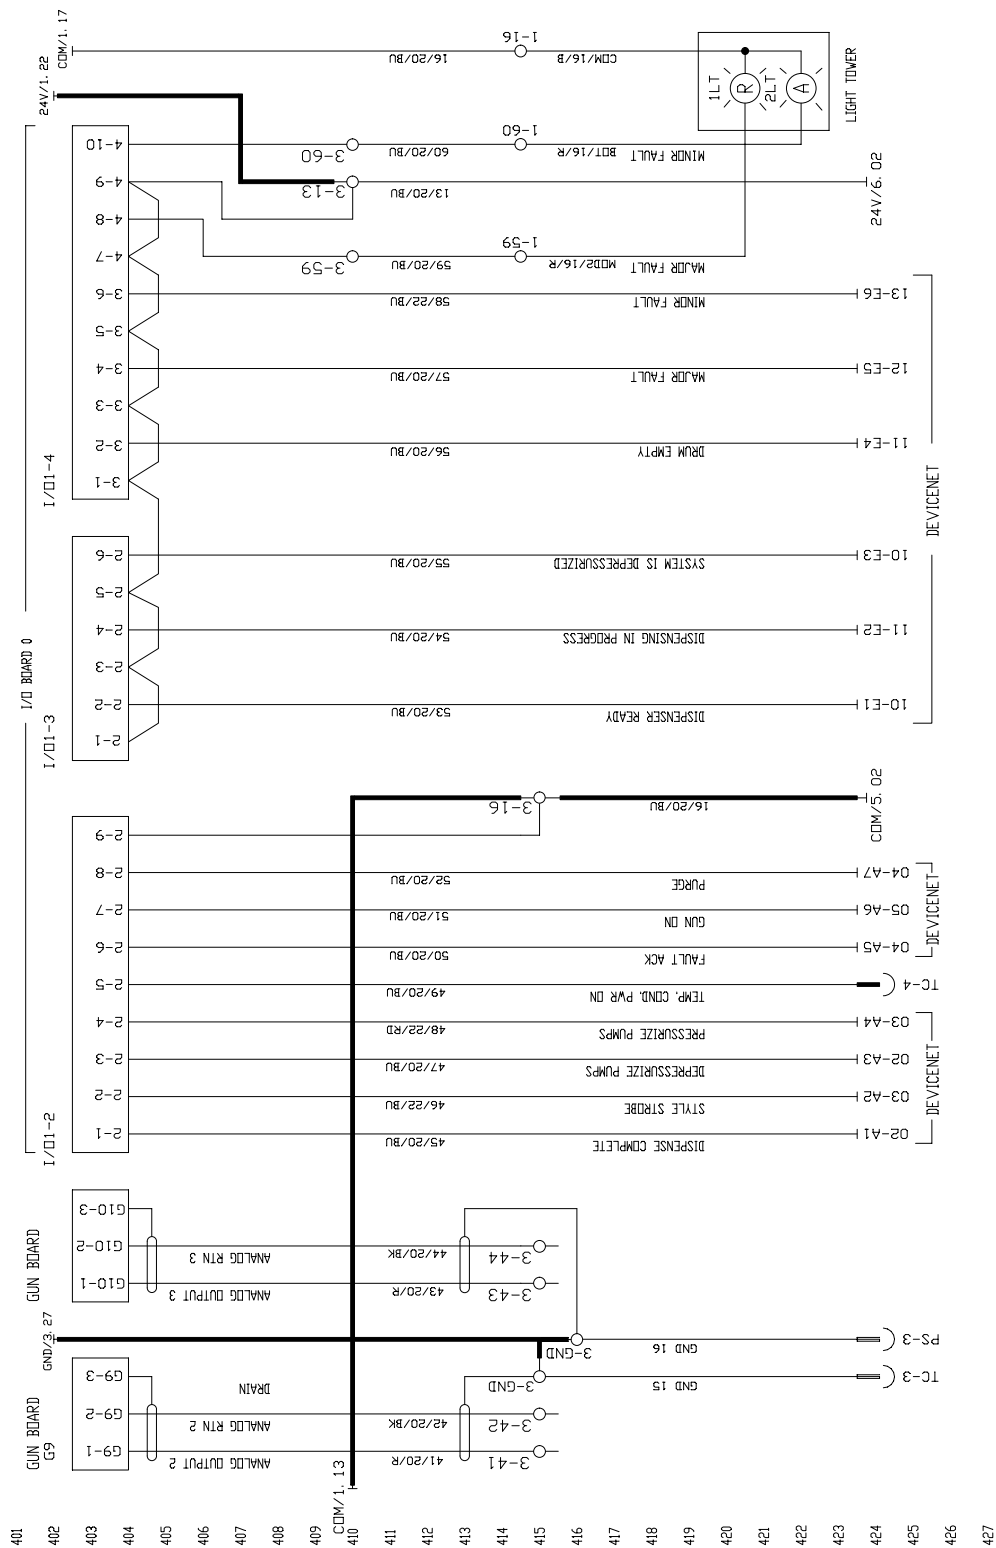 COM/1. 17
16/20/BU
1-16
COM/16/B
1LT
R
2LT
A
LIGHT TOWER
24V/1. 22
4-10
3-60
60/20/BU
1-60
BOT/16/R
MINOR FAULT
4-9
3-13
13/20/BU
24V/6. 02
4-8
4-7
3-59
59/20/BU
1-59
MOD2/16/R
MAJOR FAULT
3-6
58/22/BU
MINOR FAULT
13-E6
3-5
3-4
57/20/BU
MAJOR FAULT
12-E5
3-3
3-2
56/20/BU
DRUM EMPTY
11-E4
3-1
I/O1-4
DEVICENET
2-6
55/20/BU
SYSTEM IS DEPRESSURIZED
10-E3
2-5
2-4
54/20/BU
DISPENSING IN PROGRESS
11-E2
2-3
I/O BOARD 0
2-2
53/20/BU
DISPENSER READY
10-E1
2-1
I/O1-3
3-16
16/20/BU
COM/5. 02
2-9
2-8
52/20/BU
PURGE
04-A7
2-7
51/20/BU
GUN ON
05-A6
2-6
50/20/BU
FAULT ACK
04-A5
DEVICENET
2-5
49/20/BU
TEMP. COND. PWR ON
TC-4
2-4
48/22/RD
PRESSURIZE PUMPS
03-A4
2-3
47/20/BU
DEPRESSURIZE PUMPS
02-A3
2-2
46/22/BU
STYLE STROBE
03-A2
DEVICENET
2-1
45/20/BU
DISPENSE COMPLETE
02-A1
I/O1-2
GUN BOARD
G10-3
G10-2
ANALOG RTN 3
44/20/BK
3-44
G10-1
ANALOG OUTPUT 3
43/20/R
3-43
GND/3. 27
3-GND
GND 16
PS-3
G9-3
DRAIN
3-GND
GND 15
TC-3
GUN BOARD
G9
G9-2
ANALOG RTN 2
42/20/BK
3-42
G9-1
ANALOG OUTPUT 2
41/20/R
3-41
COM/1. 13
401
402
403
404
405
406
407
408
409
410
411
412
413
414
415
416
417
418
419
420
421
422
423
424
425
426
427